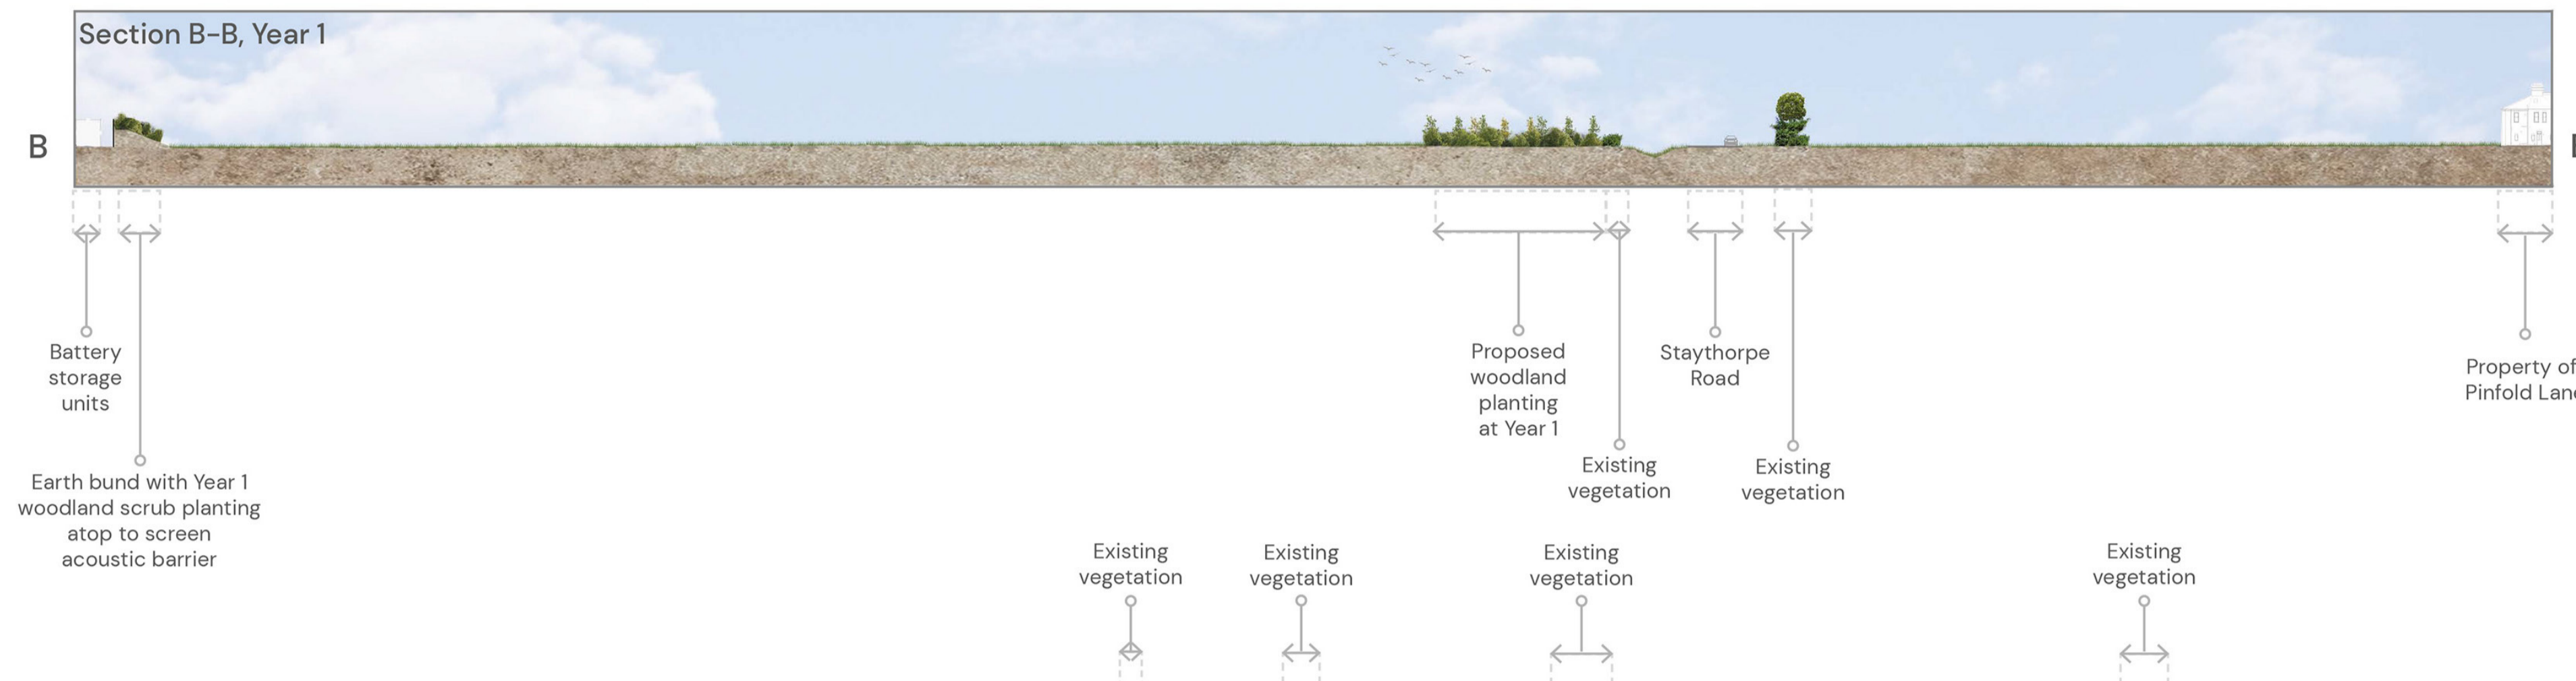 Section B-B, Year 1
B
Battery
storage
units
Earth bund with Year 1
woodland scrub planting
atop to screen
acoustic barrier
Proposed
woodland
planting
at Year 1
Existing
vegetation
Staythorpe
Road
Existing
vegetation
Property of
Pinfold
Existing
vegetation
Existing
vegetation
Existing
vegetation
Existing
vegetation